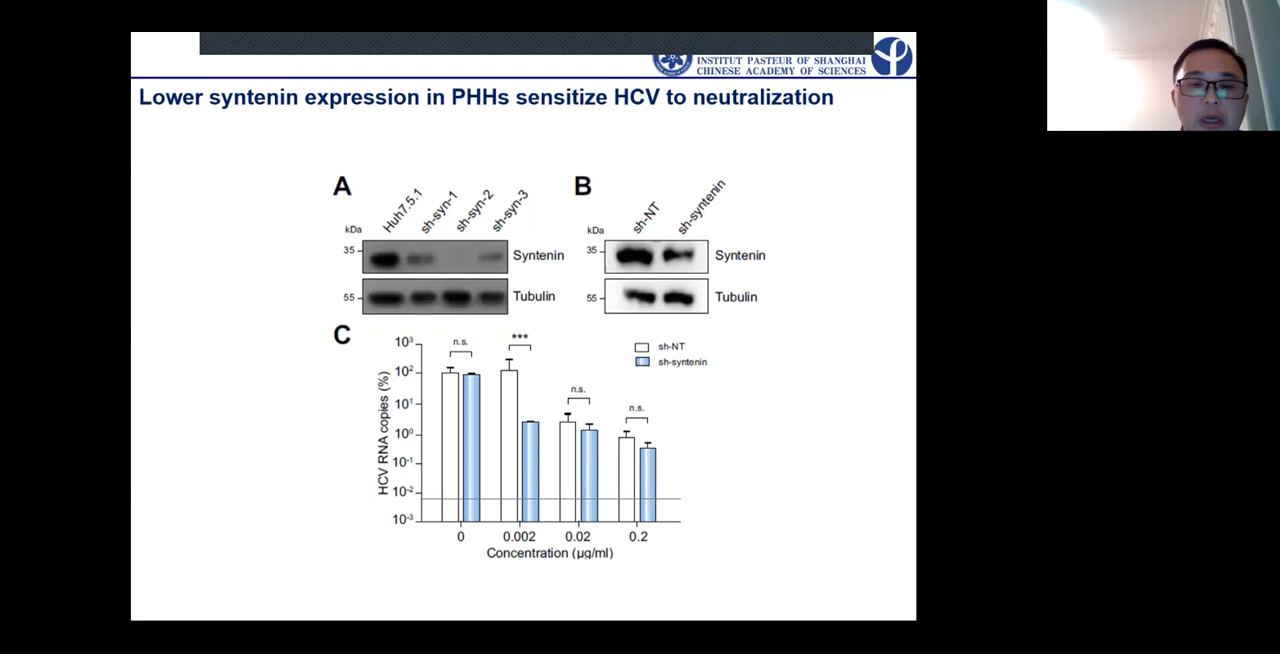 INSTITUT PASTEUR OF SHANGHAI
CHINESE ACADEMY OF SCIENCES
Lower syntenin expression in PHHs sensitize HCV to neutralization
A
Huh7.5.1
sh-syn-1
sh-syn-2
sh-syn-3
kDa
35
Syntenin
55
Tubulin
B
sh-NT
sh-syntenin
kDa
35
Syntenin
55
Tubulin
C
HCV RNA copies (%)
10³
10²
10¹
10⁰
10⁻¹
10⁻²
10⁻³
n.s.
***
n.s.
n.s.
sh-NT
sh-syntenin
0 0.002 0.02 0.2
Concentration (µg/ml)